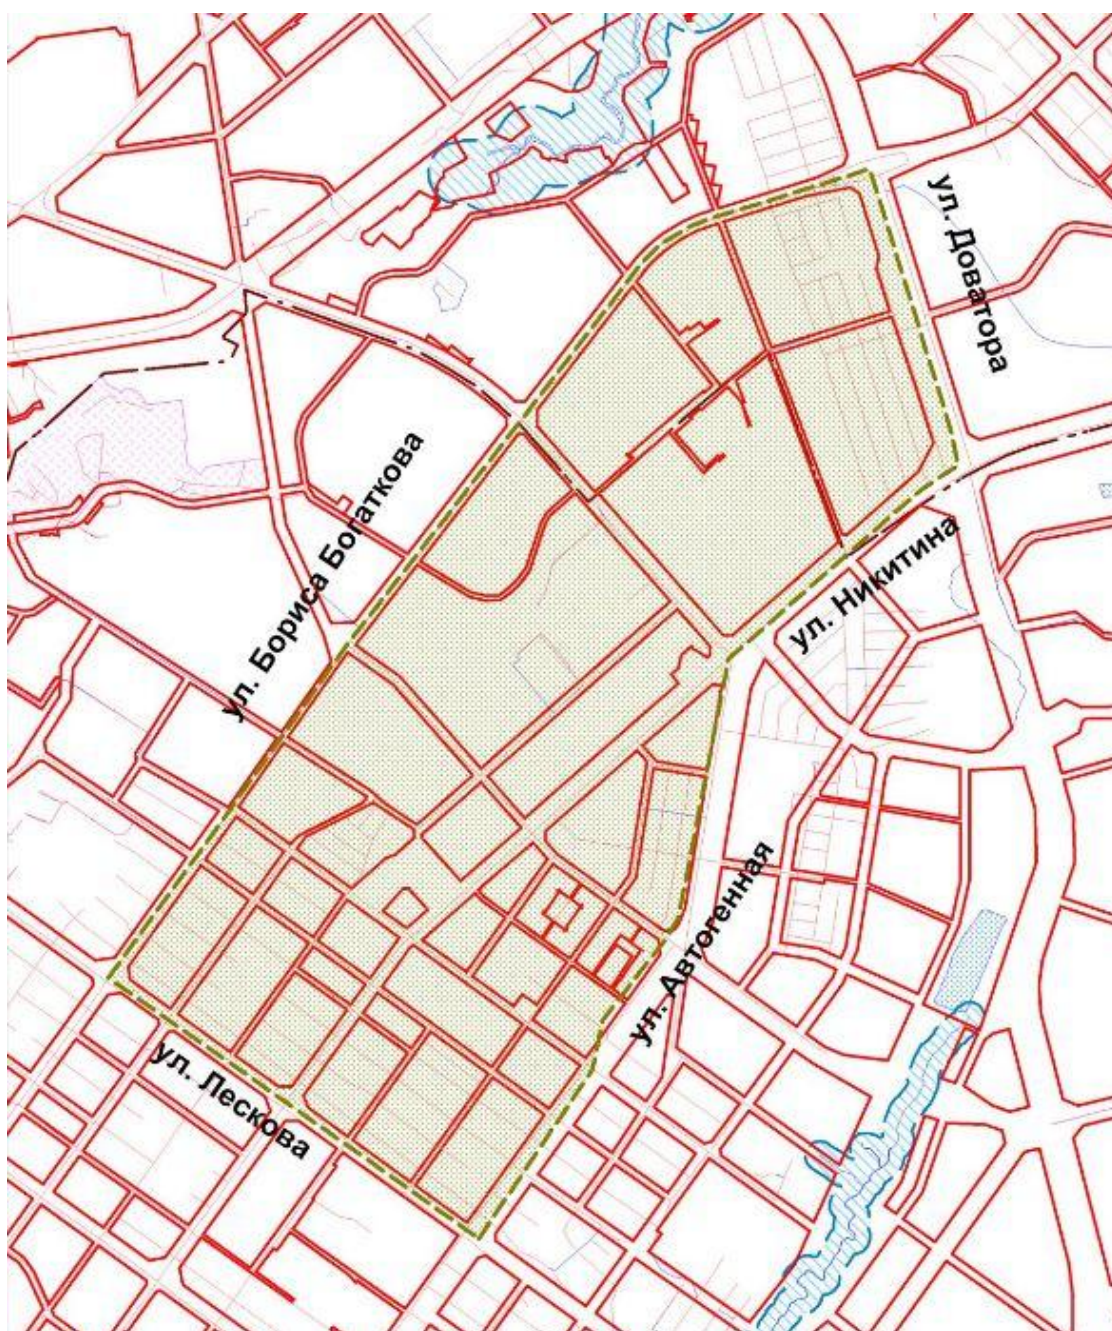 ул. Доватора
ул. Бориса Богаткова
ул. Никитина
ул. Автогенная
ул. Лескова